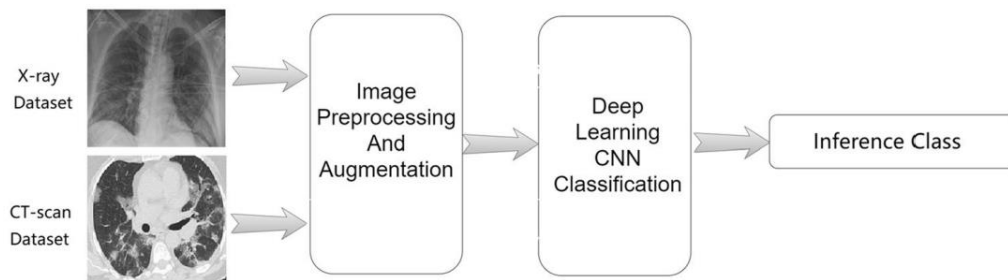 X-ray
Dataset
CT-scan
Dataset
Image
Preprocessing
And
Augmentation
Deep
Learning
CNN
Classification
Inference Class